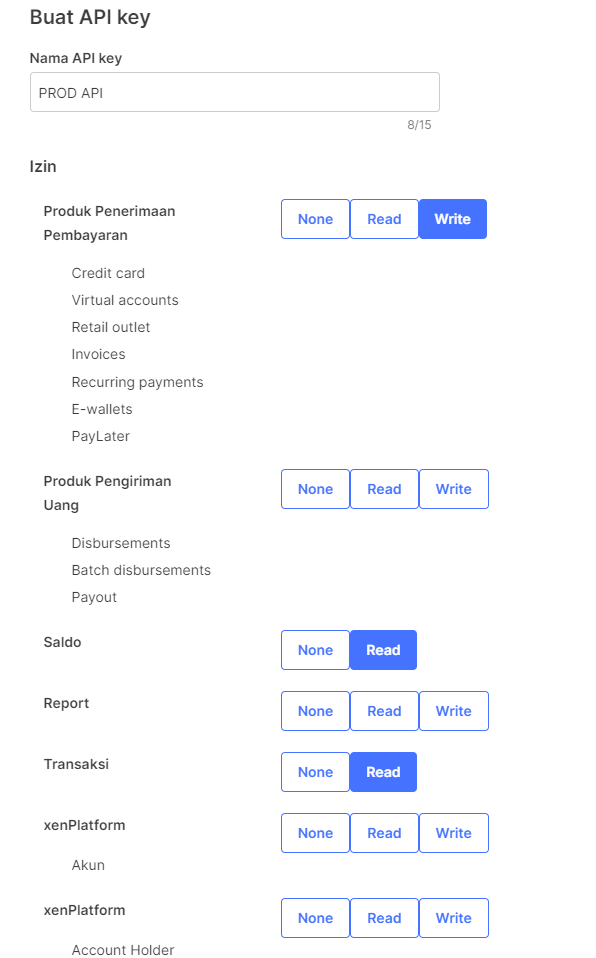 Buat API key
Nama API key
PROD API
8/15
Izin
Produk Penerimaan
Pembayaran
None Read Write
Credit card
Virtual accounts
Retail outlet
Invoices
Recurring payments
E-wallets
PayLater
Produk Pengiriman
Uang
None Read Write
Disbursements
Batch disbursements
Payout
Saldo
None Read
Report
None Read Write
Transaksi
None Read
xenPlatform
None Read Write
Akun
xenPlatform
None Read Write
Account Holder